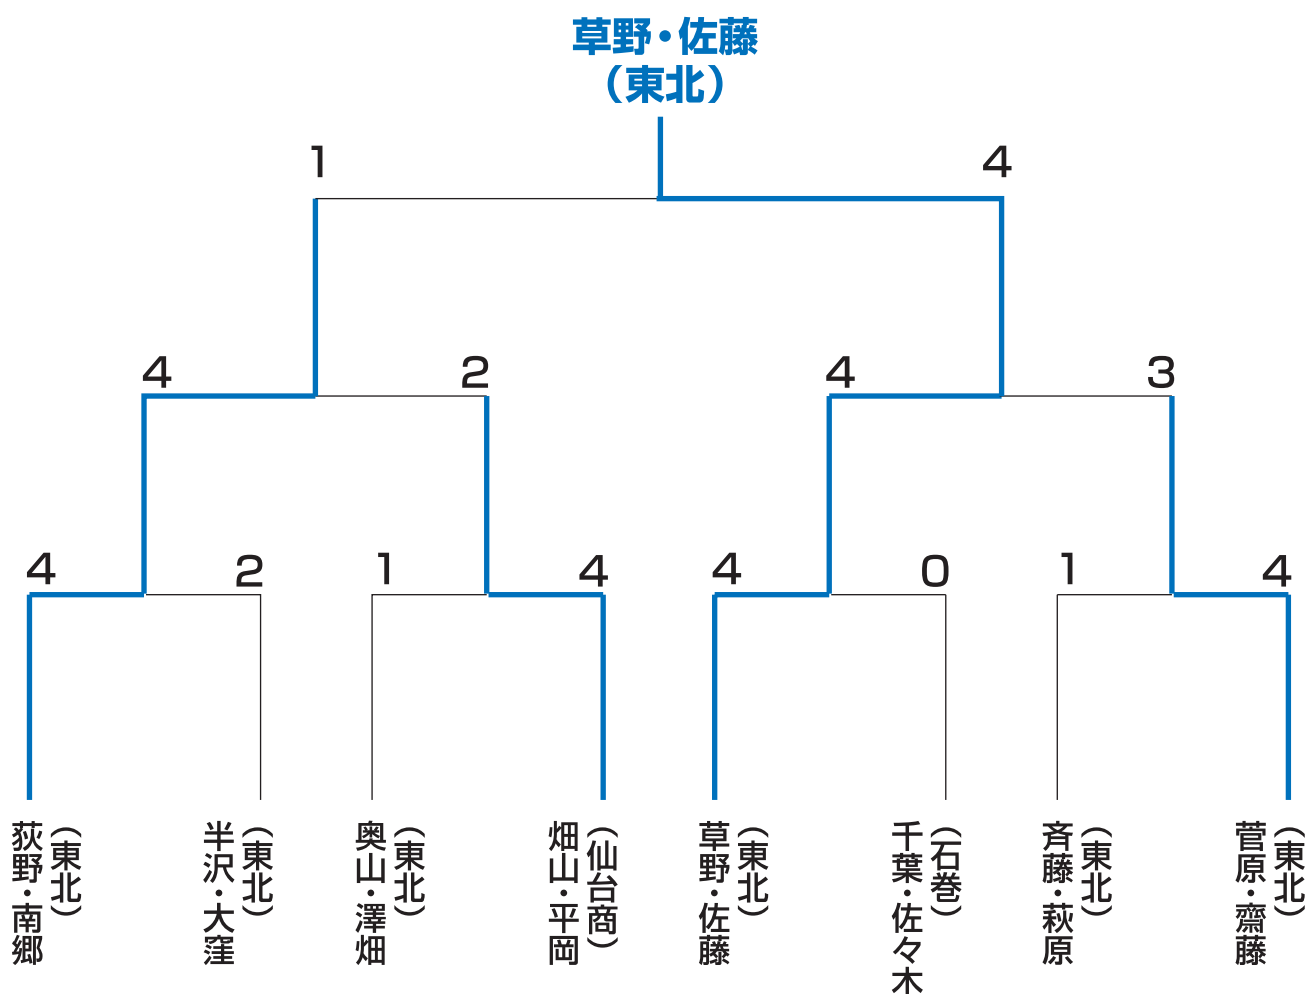 草野・佐藤
（東北）
1
4
4
2
4
3
4
2
1
4
4
0
1
4
荻野・南郷
（東北）
半沢・大窪
（東北）
奥山・澤畑
（東北）
畑山・平岡
（仙台商）
草野・佐藤
（東北）
千葉・佐々木
（石巻）
斉藤・萩原
（東北）
菅原・齋藤
（東北）